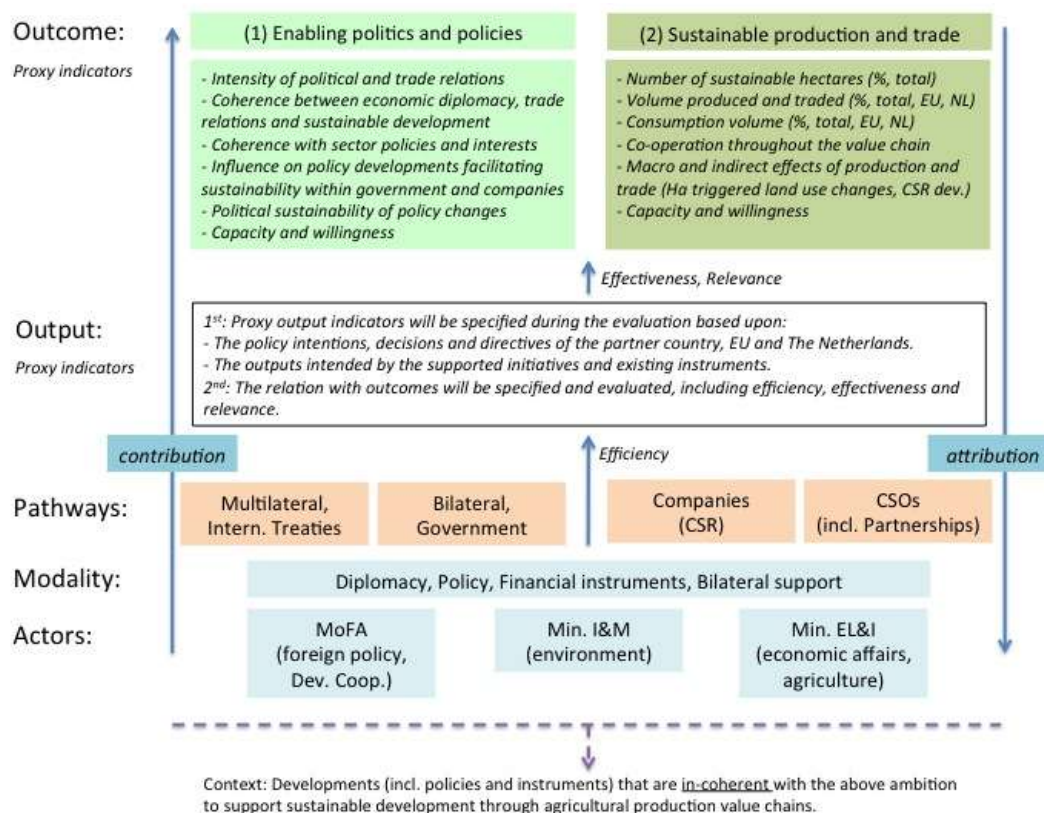 Outcome:
Proxy indicators
(1) Enabling politics and policies
- Intensity of political and trade relations
- Coherence between economic diplomacy, trade
relations and sustainable development
- Coherence with sector policies and interests
- Influence on policy developments facilitating
sustainability within government and companies
- Political sustainability of policy changes
- Capacity and willingness
(2) Sustainable production and trade
- Number of sustainable hectares (%, total)
- Volume produced and traded (%, total, EU, NL)
- Consumption volume (%, total, EU, NL)
- Co-operation throughout the value chain
- Macro and indirect effects of production and
trade (Ha triggered land use changes, CSR dev.)
- Capacity and willingness
Effectiveness, Relevance
Output:
Proxy indicators
1st: Proxy output indicators will be specified during the evaluation based upon:
- The policy intentions, decisions and directives of the partner country, EU and The Netherlands.
- The outputs intended by the supported initiatives and existing instruments.
2nd: The relation with outcomes will be specified and evaluated, including efficiency, effectiveness and
relevance.
contribution
Efficiency
attribution
Pathways:
Multilateral,
Intern. Treaties
Bilateral,
Government
Companies
(CSR)
CSOs
(incl. Partnerships)
Modality:
Diplomacy, Policy, Financial instruments, Bilateral support
Actors:
MoFA
(foreign policy,
Dev. Coop.)
Min. I&M
(environment)
Min. EL&I
(economic affairs,
agriculture)
Context: Developments (incl. policies and instruments) that are in-coherent with the above ambition
to support sustainable development through agricultural production value chains.